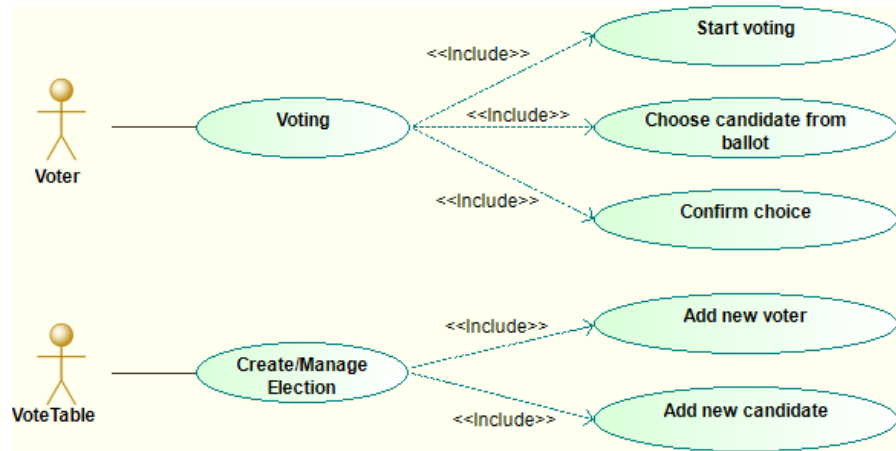 Start voting
<<Include>>
Voting
<<Include>>
Choose candidate from
ballot
Voter
<<Include>>
Confirm choice
Add new voter
<<Include>>
Create/Manage
Election
VoteTable
<<Include>>
Add new candidate